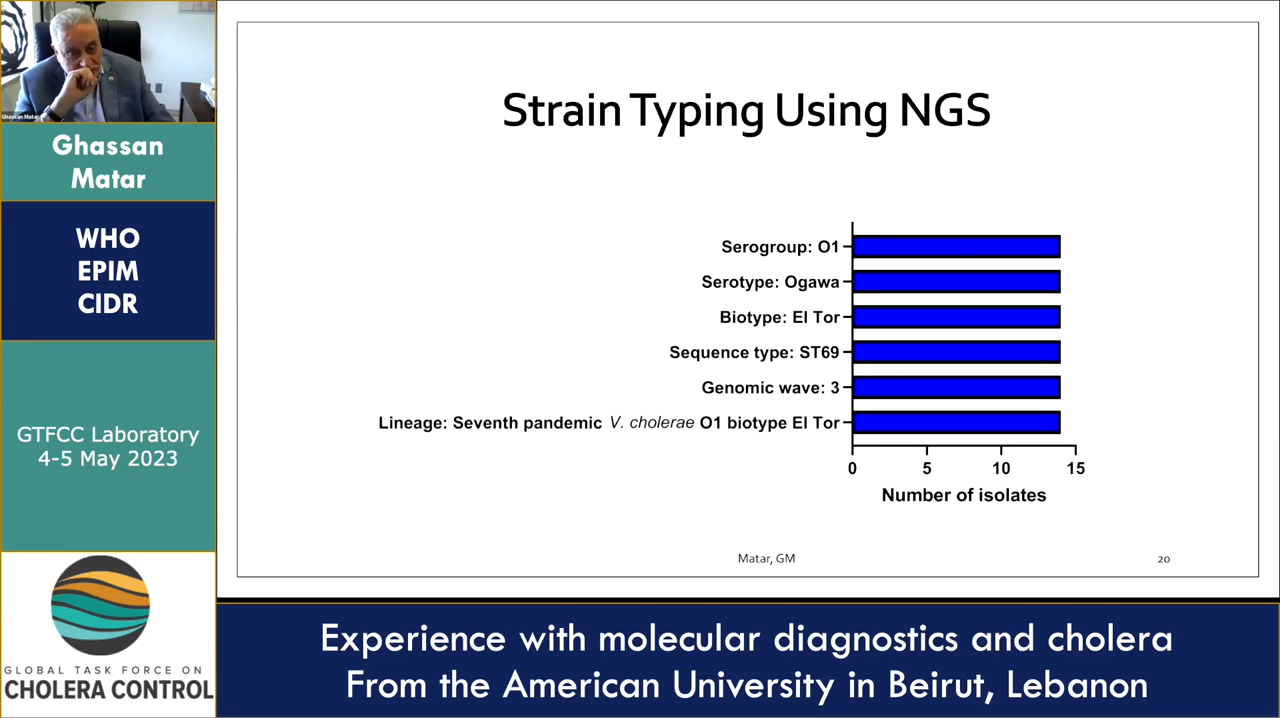 Ghassan Matar
Ghassan
Matar
WHO
EPIM
CIDR
GTFCC Laboratory
4-5 May 2023
GLOBAL TASK FORCE ON
CHOLERA CONTROL
Strain Typing Using NGS
Serogroup: O1
Serotype: Ogawa
Biotype: El Tor
Sequence type: ST69
Genomic wave: 3
Lineage: Seventh pandemic V. cholerae O1 biotype El Tor
0 5 10 15
Number of isolates
Matar, GM 20
Experience with molecular diagnostics and cholera
From the American University in Beirut, Lebanon